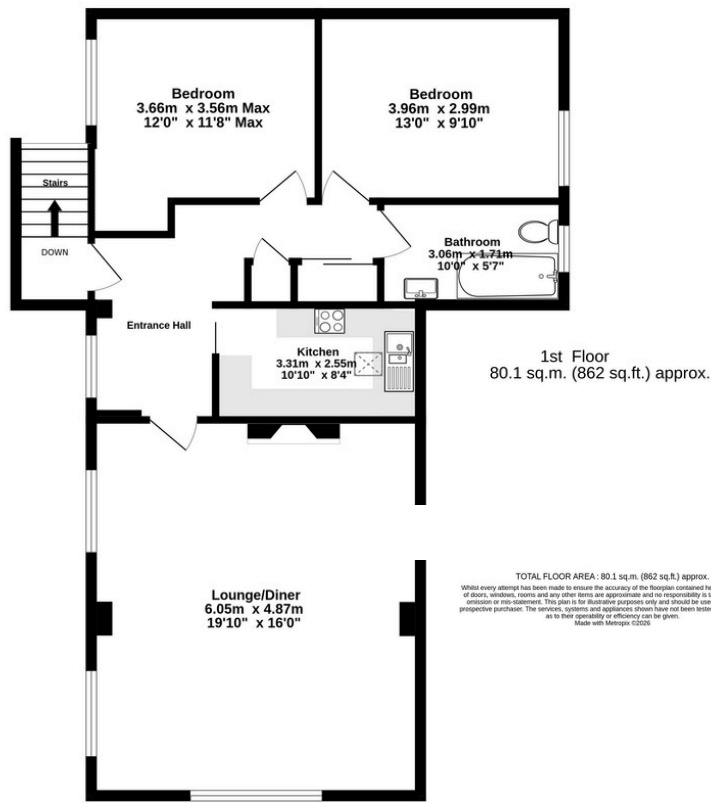 Bedroom
3.66m x 3.56m Max
12'0" x 11'8" Max
Bedroom
3.96m x 2.99m
13'0" x 9'10"
Stairs
DOWN
Bathroom
3.06m x 1.71m
10'0" x 5'7"
Entrance Hall
Kitchen
3.31m x 2.55m
10'10" x 8'4"
1st Floor
80.1 sq.m. (862 sq.ft.) approx.
Lounge/Diner
6.05m x 4.87m
19'10" x 16'0"
TOTAL FLOOR AREA : 80.1 sq.m. (862 sq.ft.) approx.
Whilst every attempt has been made to ensure the accuracy of the floorplan contained he
of doors, windows, rooms and any other items are approximate and no responsibility is ta
omission or mis-statement. This plan is for illustrative purposes only and should be use
prospective purchaser. The services, systems and appliances shown have not been teste
as to their operability or efficiency can be given.
Made with Metropix ©2026